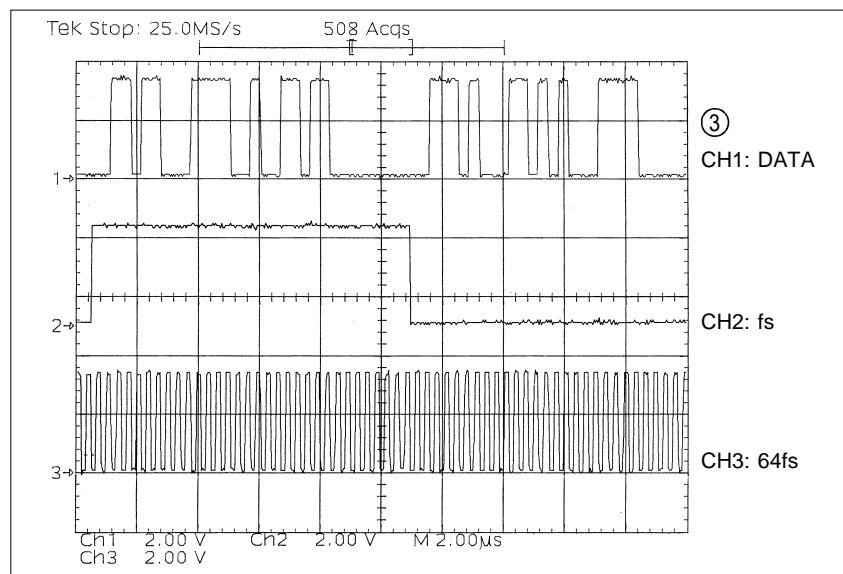 Tek Stop: 25.0MS/s 508 Acqs
③
CH1: DATA
1→
CH2: fs
2→
CH3: 64fs
3→
Ch1 2.00 V Ch2 2.00 V M 2.00µs
Ch3 2.00 V